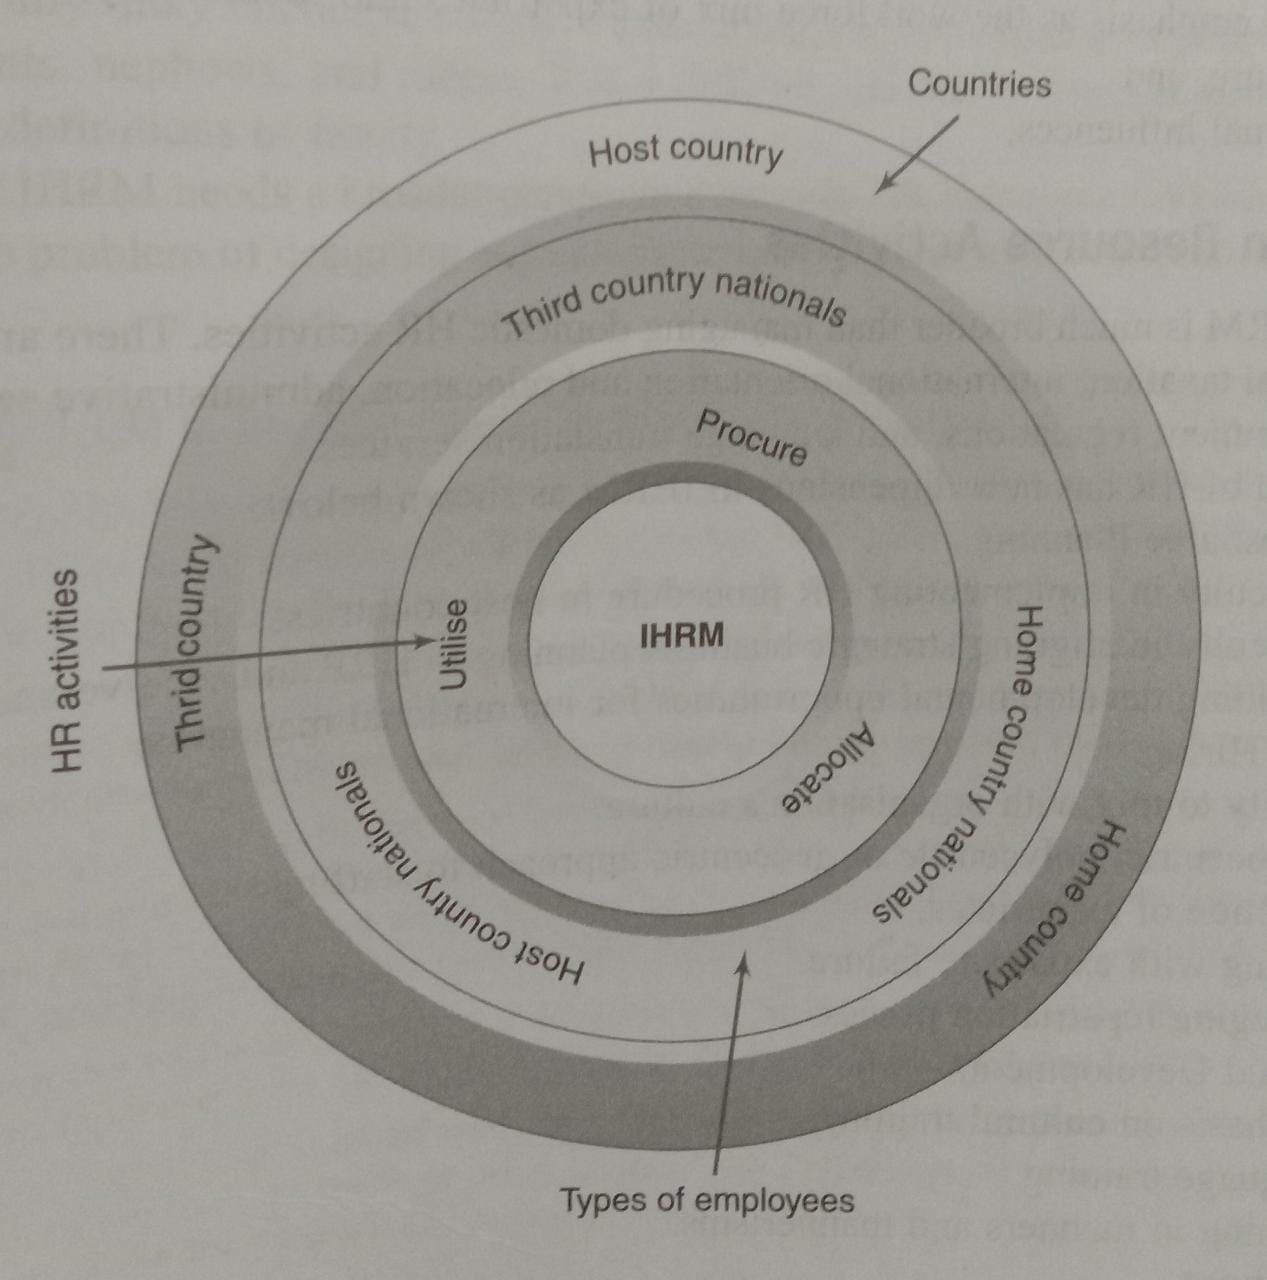 Countries
Host country
Third country nationals
Procure
HR activities
Thrid country
Utilise
IHRM
Home country nationals
Allocate
Host country nationals
Home country
Types of employees